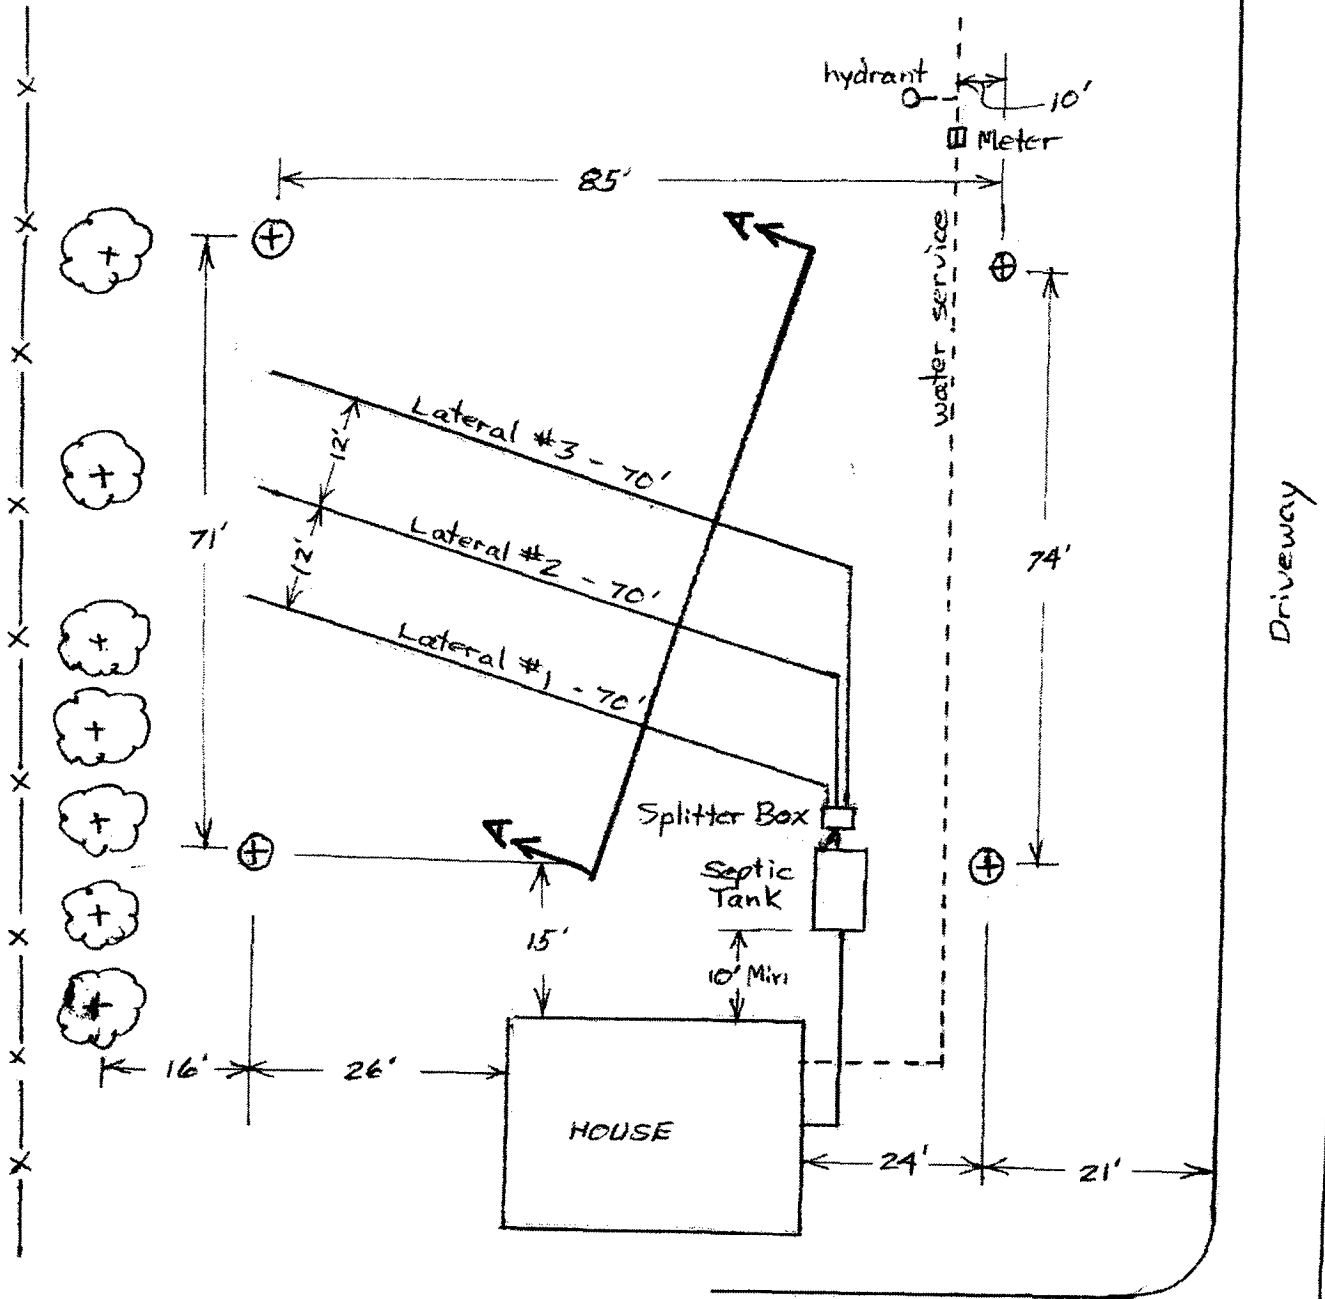 hydrant
10'
Meter
85'
water service
Lateral #3 - 70'
12'
71'
Lateral #2 - 70'
12'
74'
Driveway
Lateral #1 - 70'
Splitter Box
Septic
Tank
15'
10' Min
16'
26'
HOUSE
24'
21'
A
A